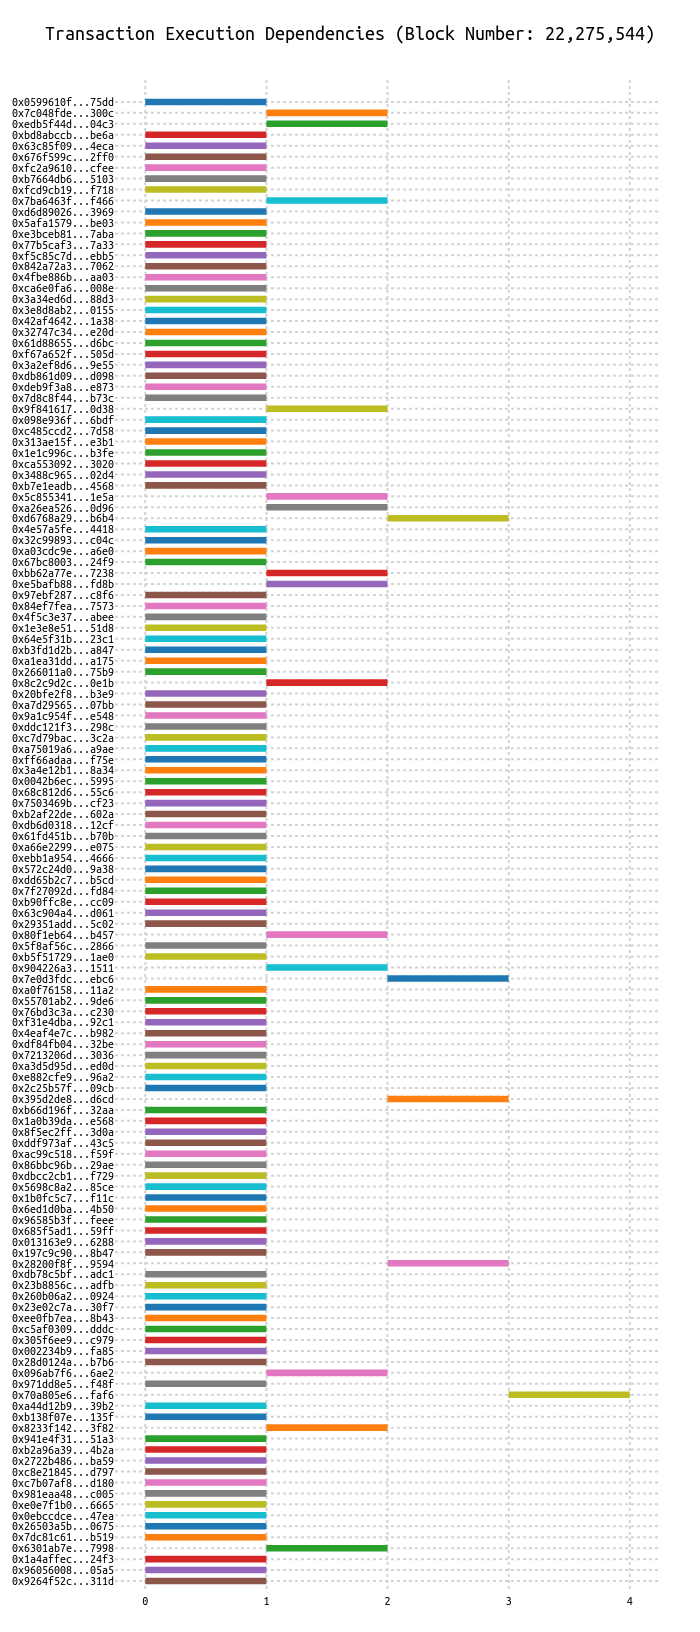 Transaction Execution Dependencies (Block Number: 22,275,544)
0x0599610f...75dd
0x7c048fde...300c
0xedb5f44d...04c3
0xbd8abccb...be6a
0x63c85f09...4eca
0x676f599c...2ff0
0xfc2a9610...cfee
0xb7664db6...5103
0xfcd9cb19...f718
0x7ba6463f...f466
0xd6d89026...3969
0x5afa1579...be03
0xe3bceb81...7aba
0x77b5caf3...7a33
0xf5c85c7d...ebb5
0x842a72a3...7062
0x4fbe886b...aa03
0xca6e0fa6...008e
0x3a34ed6d...88d3
0x3e8d8ab2...0155
0x42af4642...1a38
0x32747c34...e20d
0x61d88655...d6bc
0xf67a652f...505d
0x3a2ef8d6...9e55
0xdb861d09...d098
0xdeb9f3a8...e873
0x7d8c8f44...b73c
0x9f841617...0d38
0x098e936f...6bdf
0xc485ccd2...7d58
0x313ae15f...e3b1
0x1e1c996c...b3fe
0xca553092...3020
0x3488c965...02d4
0xb7e1eadb...4568
0x5c855341...1e5a
0xa26ea526...0d96
0xd6768a29...b6b4
0x4e57a5fe...4418
0x32c99893...c04c
0xa03cdc9e...a6e0
0x67bc8003...24f9
0xbb62a77e...7238
0xe5bafb88...fd8b
0x97ebf287...c8f6
0x84ef7fea...7573
0x4f5c3e37...abee
0x1e3e8e51...51d8
0x64e5f31b...23c1
0xb3fd1d2b...a847
0xa1ea31dd...a175
0x266011a0...75b9
0x8c2c9d2c...0e1b
0x20bfe2f8...b3e9
0xa7d29565...07bb
0x9a1c954f...e548
0xddc121f3...298c
0xc7d79bac...3c2a
0xa75019a6...a9ae
0xff66adaa...f75e
0x3a4e12b1...8a34
0x0042b6ec...5995
0x68c812d6...55c6
0x7503469b...cf23
0xb2af22de...602a
0xdb6d0318...12cf
0x61fd451b...b70b
0xa66e2299...e075
0xebb1a954...4666
0x572c24d0...9a38
0xdd65b2c7...b5cd
0x7f27092d...fd84
0xb90ffc8e...cc09
0x63c904a4...d061
0x29351add...5c02
0x80f1eb64...b457
0x5f8af56c...2866
0xb5f51729...1ae0
0x904226a3...1511
0x7e0d3fdc...ebc6
0xa0f76158...11a2
0x55701ab2...9de6
0x76bd3c3a...c230
0xf31e4dba...92c1
0x4eaf4e7c...b982
0xdf84fb04...32be
0x7213206d...3036
0xa3d5d95d...ed0d
0xe882cfe9...96a2
0x2c25b57f...09cb
0x395d2de8...d6cd
0xb66d196f...32aa
0x1a0b39da...e568
0x8f5ec2ff...3d0a
0xddf973af...43c5
0xac99c518...f59f
0x86bbc96b...29ae
0xdbcc2cb1...f729
0x5698c8a2...85ce
0x1b0fc5c7...f11c
0x6ed1d0ba...4b50
0x96585b3f...feee
0x685f5ad1...59ff
0x013163e9...6288
0x197c9c90...8b47
0x28200f8f...9594
0xdb78c5bf...adc1
0x23b8856c...adfb
0x260b06a2...0924
0x23e02c7a...30f7
0xee0fb7ea...8b43
0xc5af0309...dddc
0x305f6ee9...c979
0x002234b9...fa85
0x28d0124a...b7b6
0x096ab7f6...6ae2
0x971dd8e5...f48f
0x70a805e6...faf6
0xa44d12b9...39b2
0xb138f07e...135f
0x8233f142...3f82
0x941e4f31...51a3
0xb2a96a39...4b2a
0x2722b486...ba59
0xc8e21845...d797
0xc7b07af8...d180
0x981eaa48...c005
0xe0e7f1b0...6665
0x0ebccdce...47ea
0x26503a5b...0675
0x7dc81c61...b519
0x6301ab7e...7998
0x1a4affec...24f3
0x96056008...05a5
0x9264f52c...311d
0 1 2 3 4